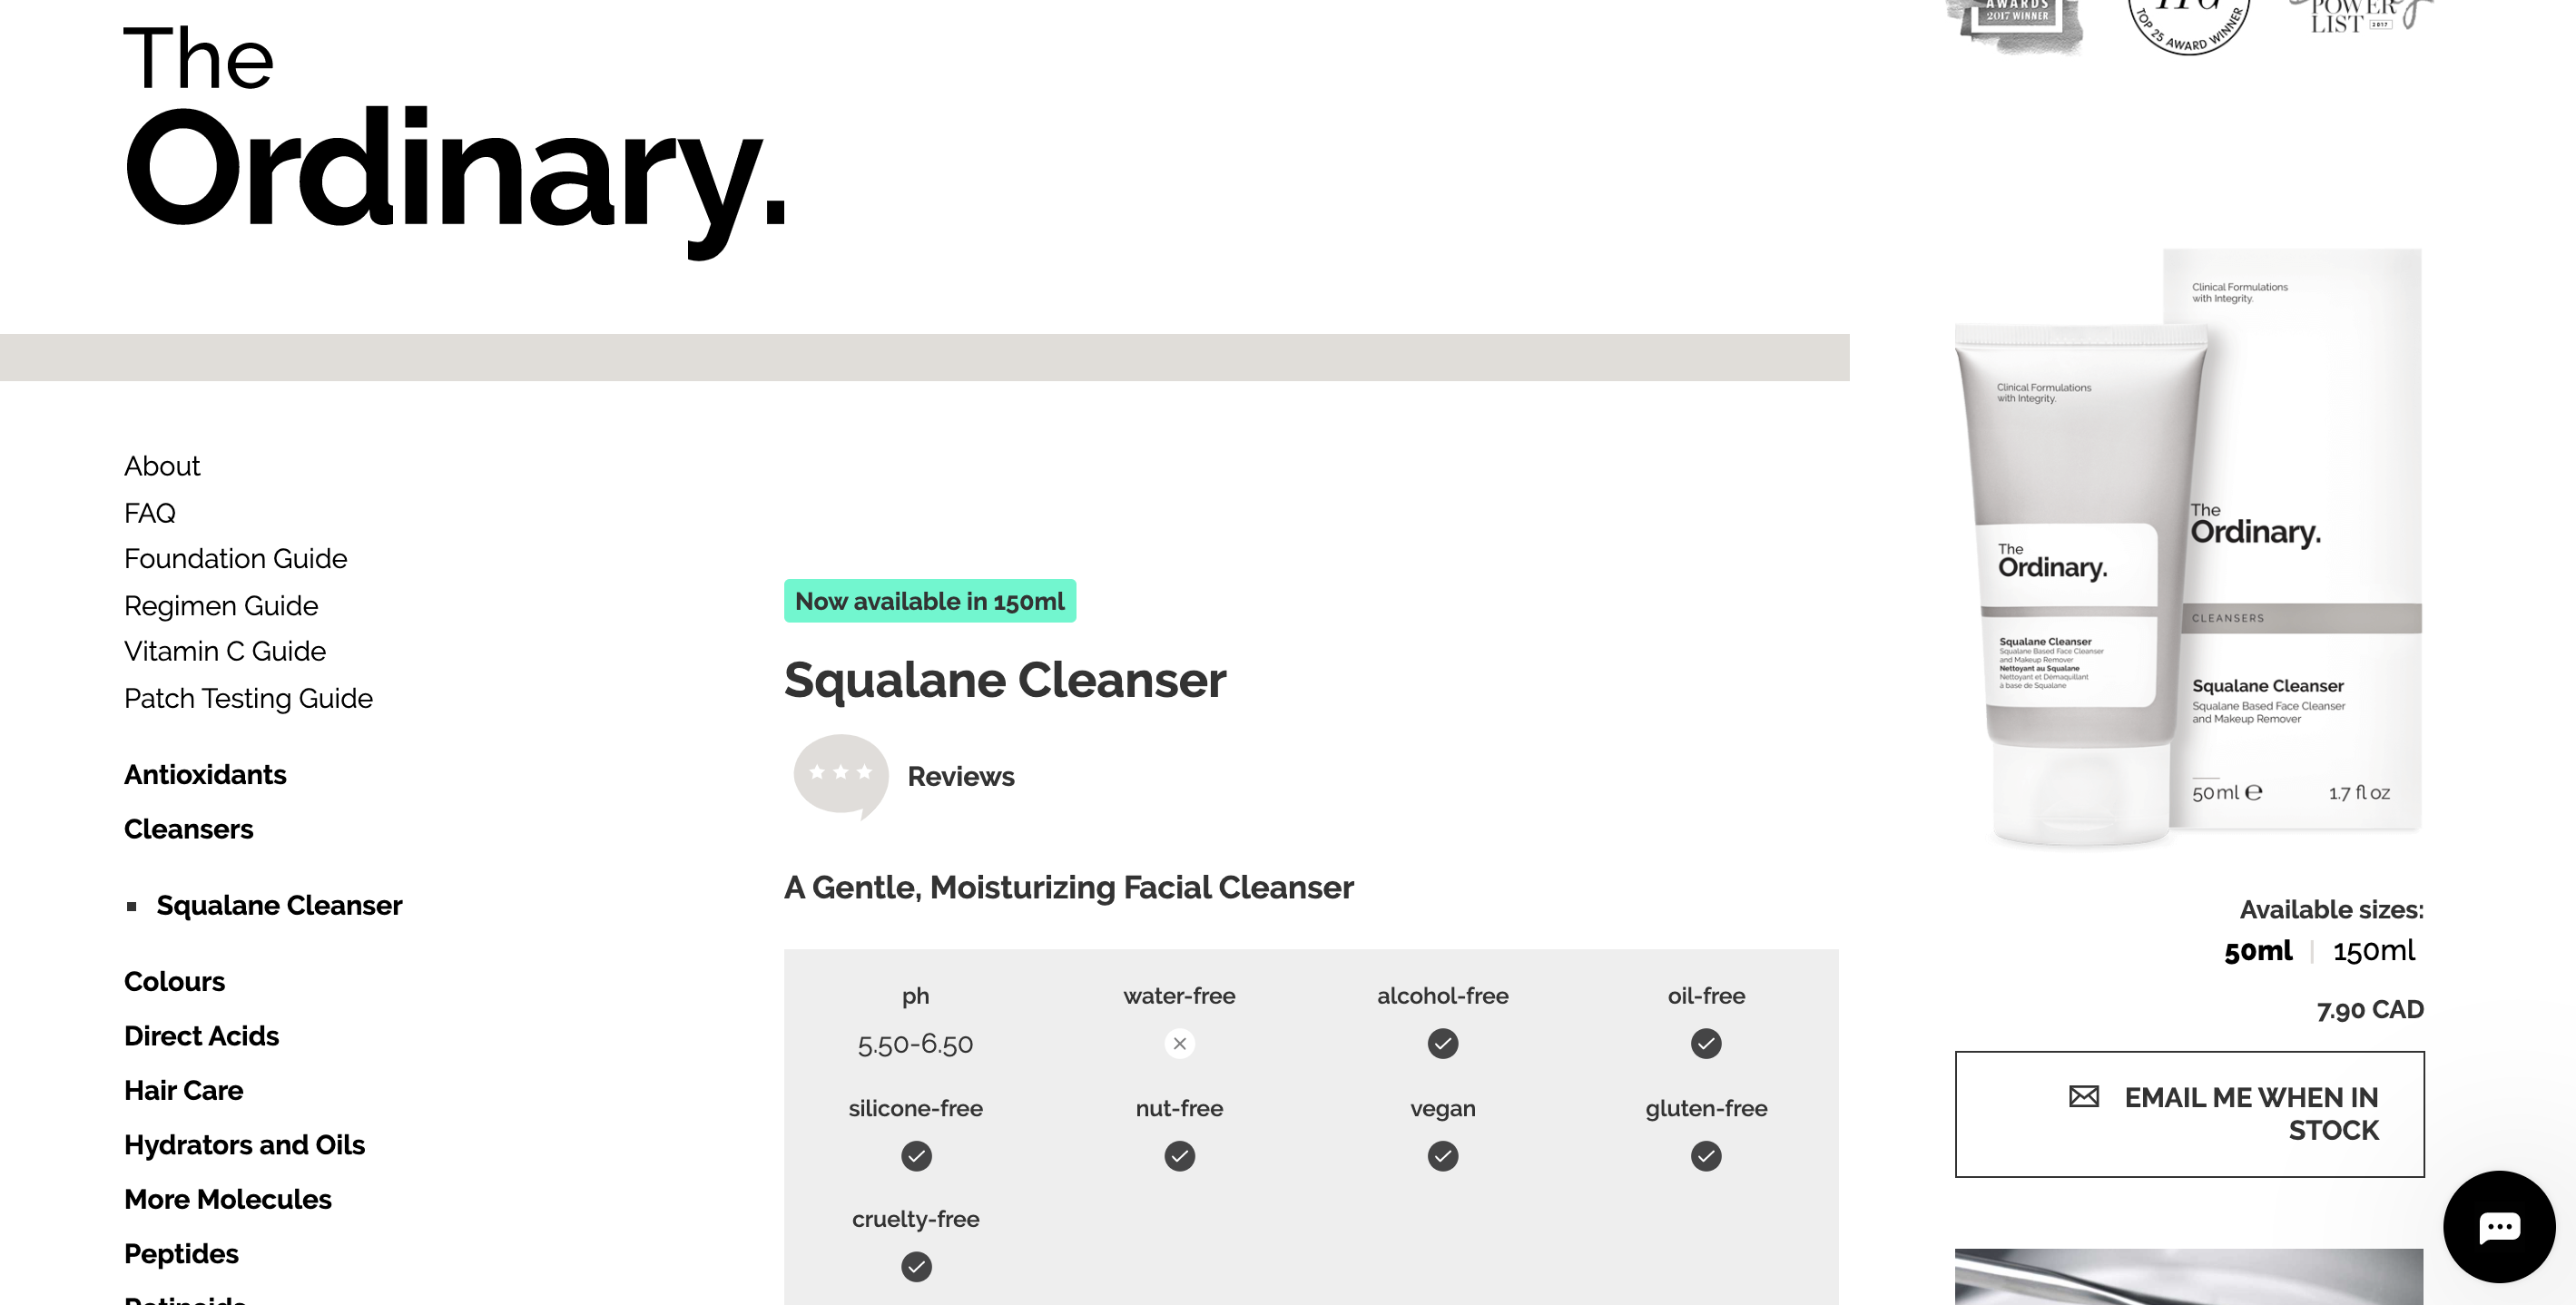 The
Ordinary.
AWARDS
2017 WINNER
TOP 25 AWARD WINNER
POWER
LIST 2017
About
FAQ
Foundation Guide
Regimen Guide
Vitamin C Guide
Patch Testing Guide
Antioxidants
Cleansers
Squalane Cleanser
Colours
Direct Acids
Hair Care
Hydrators and Oils
More Molecules
Peptides
Now available in 150ml
Squalane Cleanser
Reviews
A Gentle, Moisturizing Facial Cleanser
ph
5.50-6.50
water-free
alcohol-free
oil-free
silicone-free
nut-free
vegan
gluten-free
cruelty-free
Clinical Formulations
with Integrity.
The
Ordinary.
Squalane Cleanser
Squalane Based Face Cleanser
and Makeup Remover
Nettoyant au Squalane
Nettoyant et Démaquillant
à base de Squalane
Clinical Formulations
with Integrity.
The
Ordinary.
CLEANSERS
Squalane Cleanser
Squalane Based Face Cleanser
and Makeup Remover
50 ml ℮ 1.7 fl oz
Available sizes:
50ml | 150ml
7.90 CAD
EMAIL ME WHEN IN
STOCK